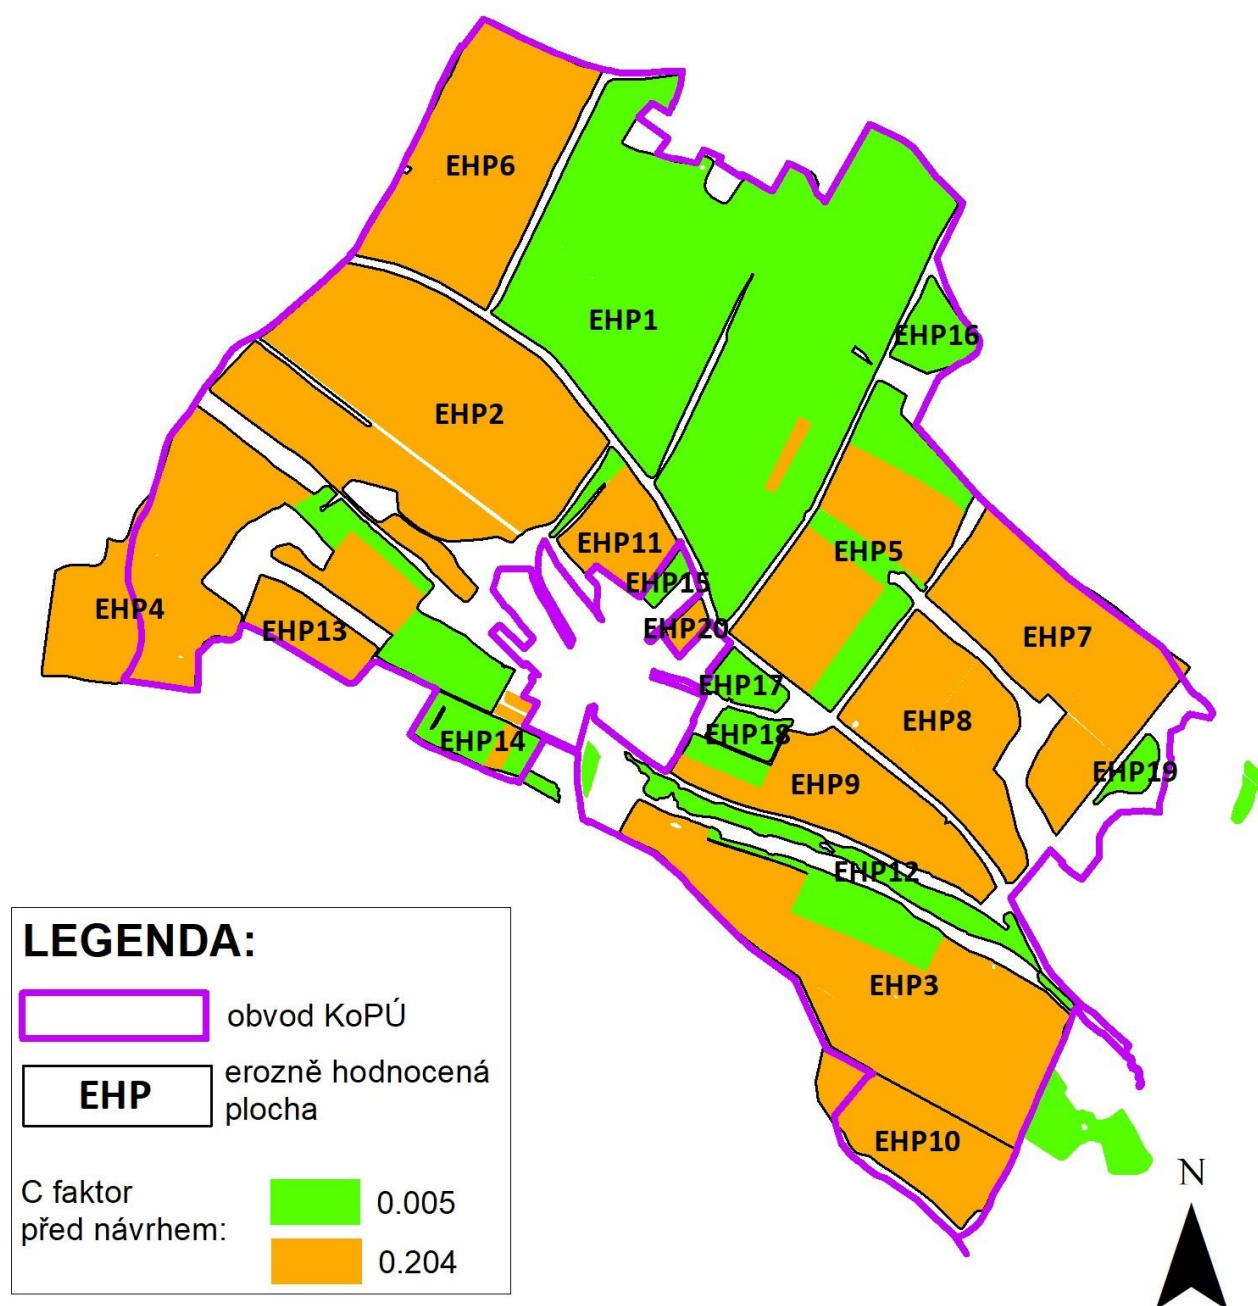 EHP6
EHP1
EHP16
EHP2
EHP11
EHP5
EHP15
EHP4
EHP13
EHP20
EHP7
EHP17
EHP8
EHP18
EHP14
EHP19
EHP9
EHP12
EHP3
EHP10
LEGENDA:
obvod KoPÚ
EHP
erozně hodnocená
plocha
C faktor
před návrhem:
0.005
0.204
N